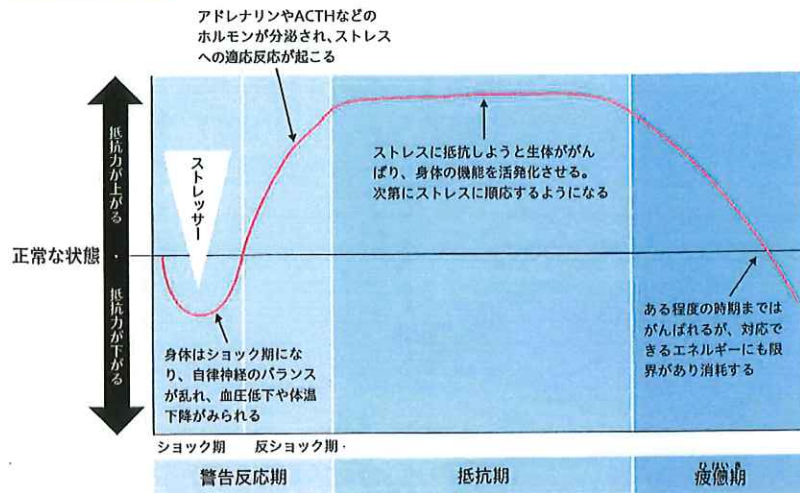 アドレナリンやACTHなどの
ホルモンが分泌され、ストレス
への適応反応が起こる
抵抗力が上がる
ストレッサー
ストレスに抵抗しようと生体ががん
ばり、身体の機能を活発化させる。
次第にストレスに順応するようになる
正常な状態
抵抗力が下がる
身体はショック期にな
り、自律神経のバランス
が乱れ、血圧低下や体温
下降がみられる
ある程度の時期までは
がんばれるが、対応で
きるエネルギーにも限
界があり消耗する
ショック期 反ショック期
警告反応期 抵抗期 疲憊期